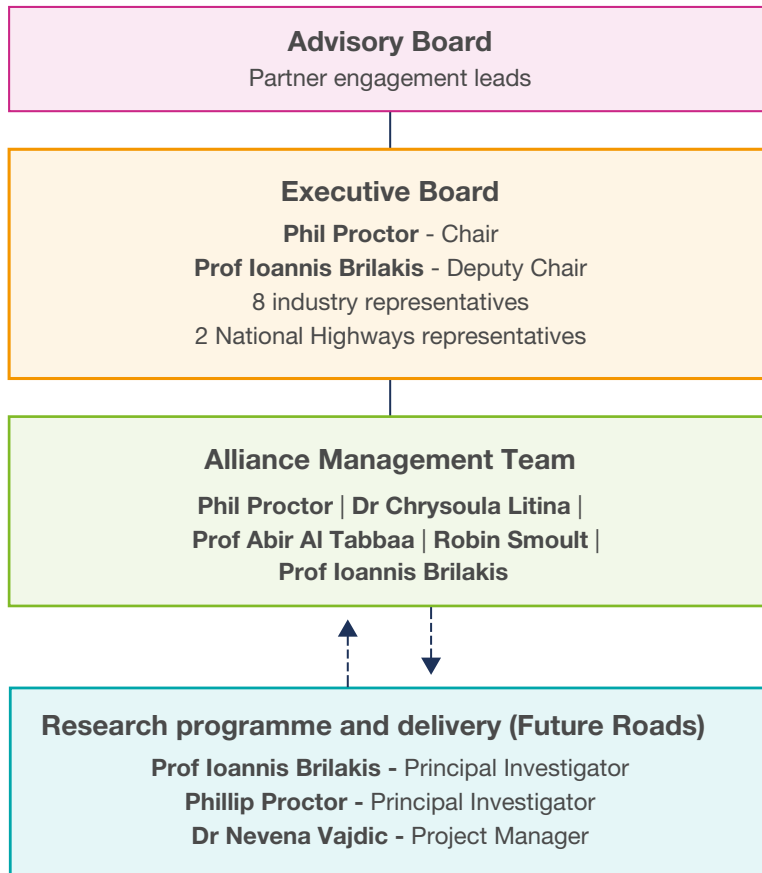 Advisory Board
Partner engagement leads
Executive Board
Phil Proctor - Chair
Prof Ioannis Brilakis - Deputy Chair
8 industry representatives
2 National Highways representatives
Alliance Management Team
Phil Proctor | Dr Chrysoula Litina |
Prof Abir Al Tabbaa | Robin Smoult |
Prof Ioannis Brilakis
Research programme and delivery (Future Roads)
Prof Ioannis Brilakis - Principal Investigator
Phillip Proctor - Principal Investigator
Dr Nevena Vajdic - Project Manager